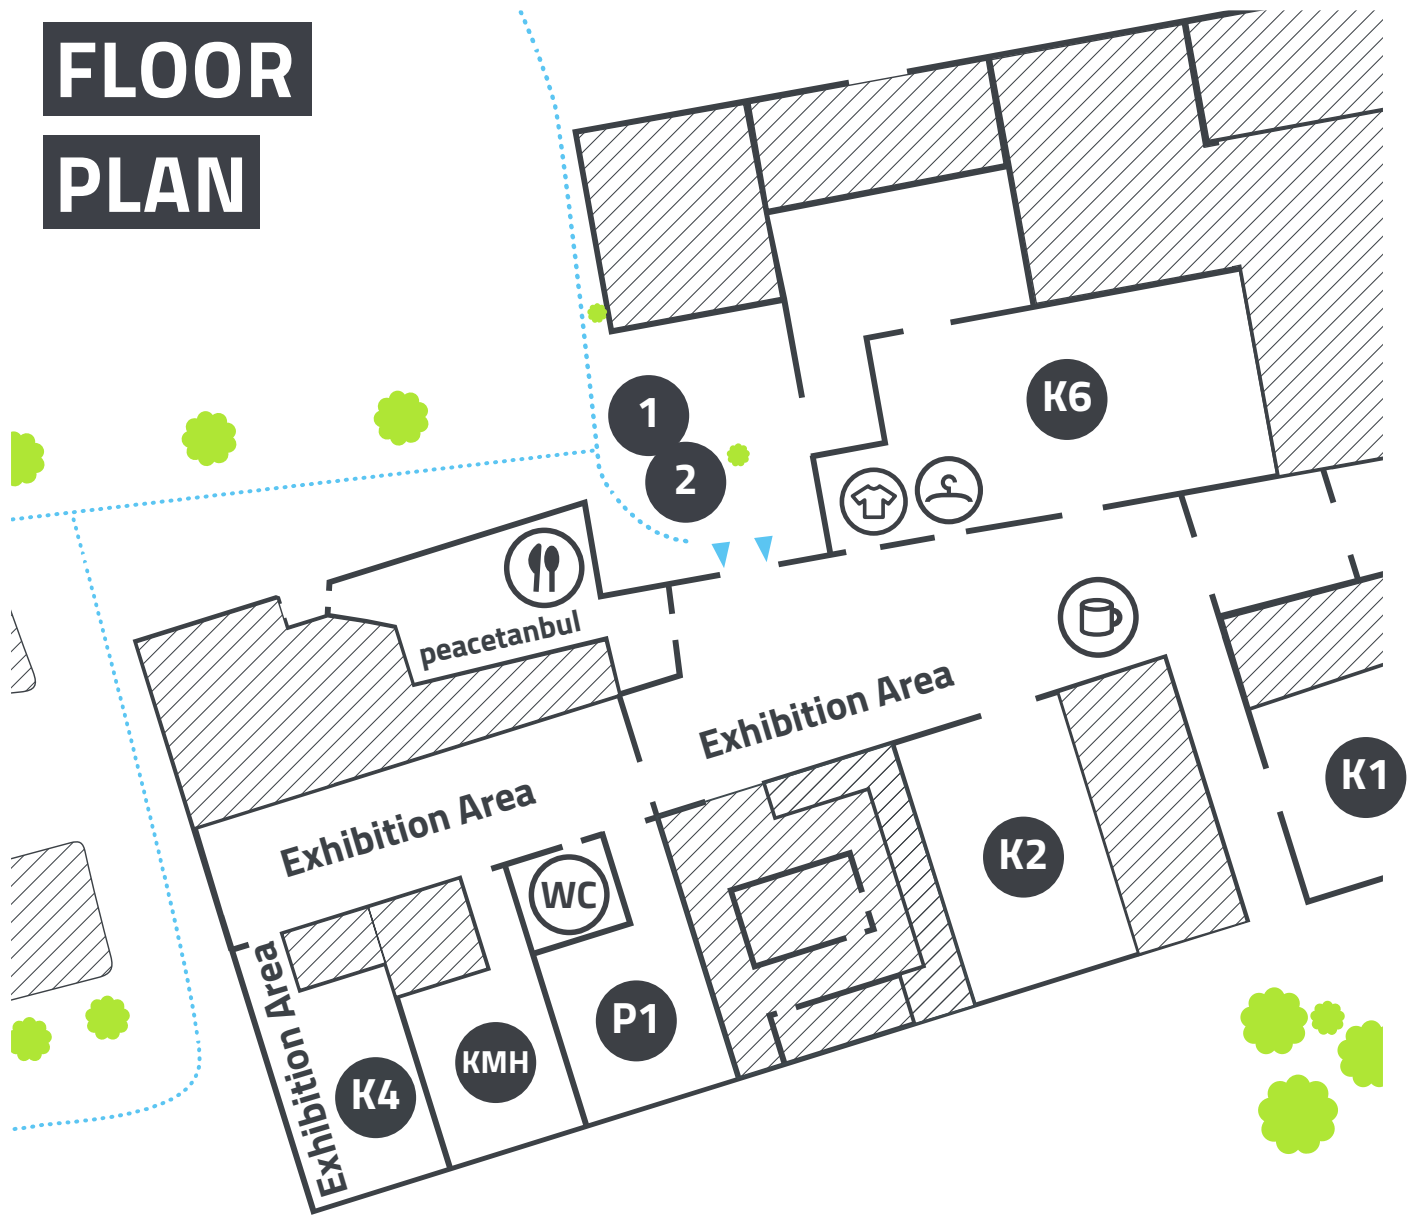 FLOOR
PLAN
1
2
K6
peacetanbul
Exhibition Area
Exhibition Area
K1
K2
WC
Exhibition Area
P1
KMH
K4